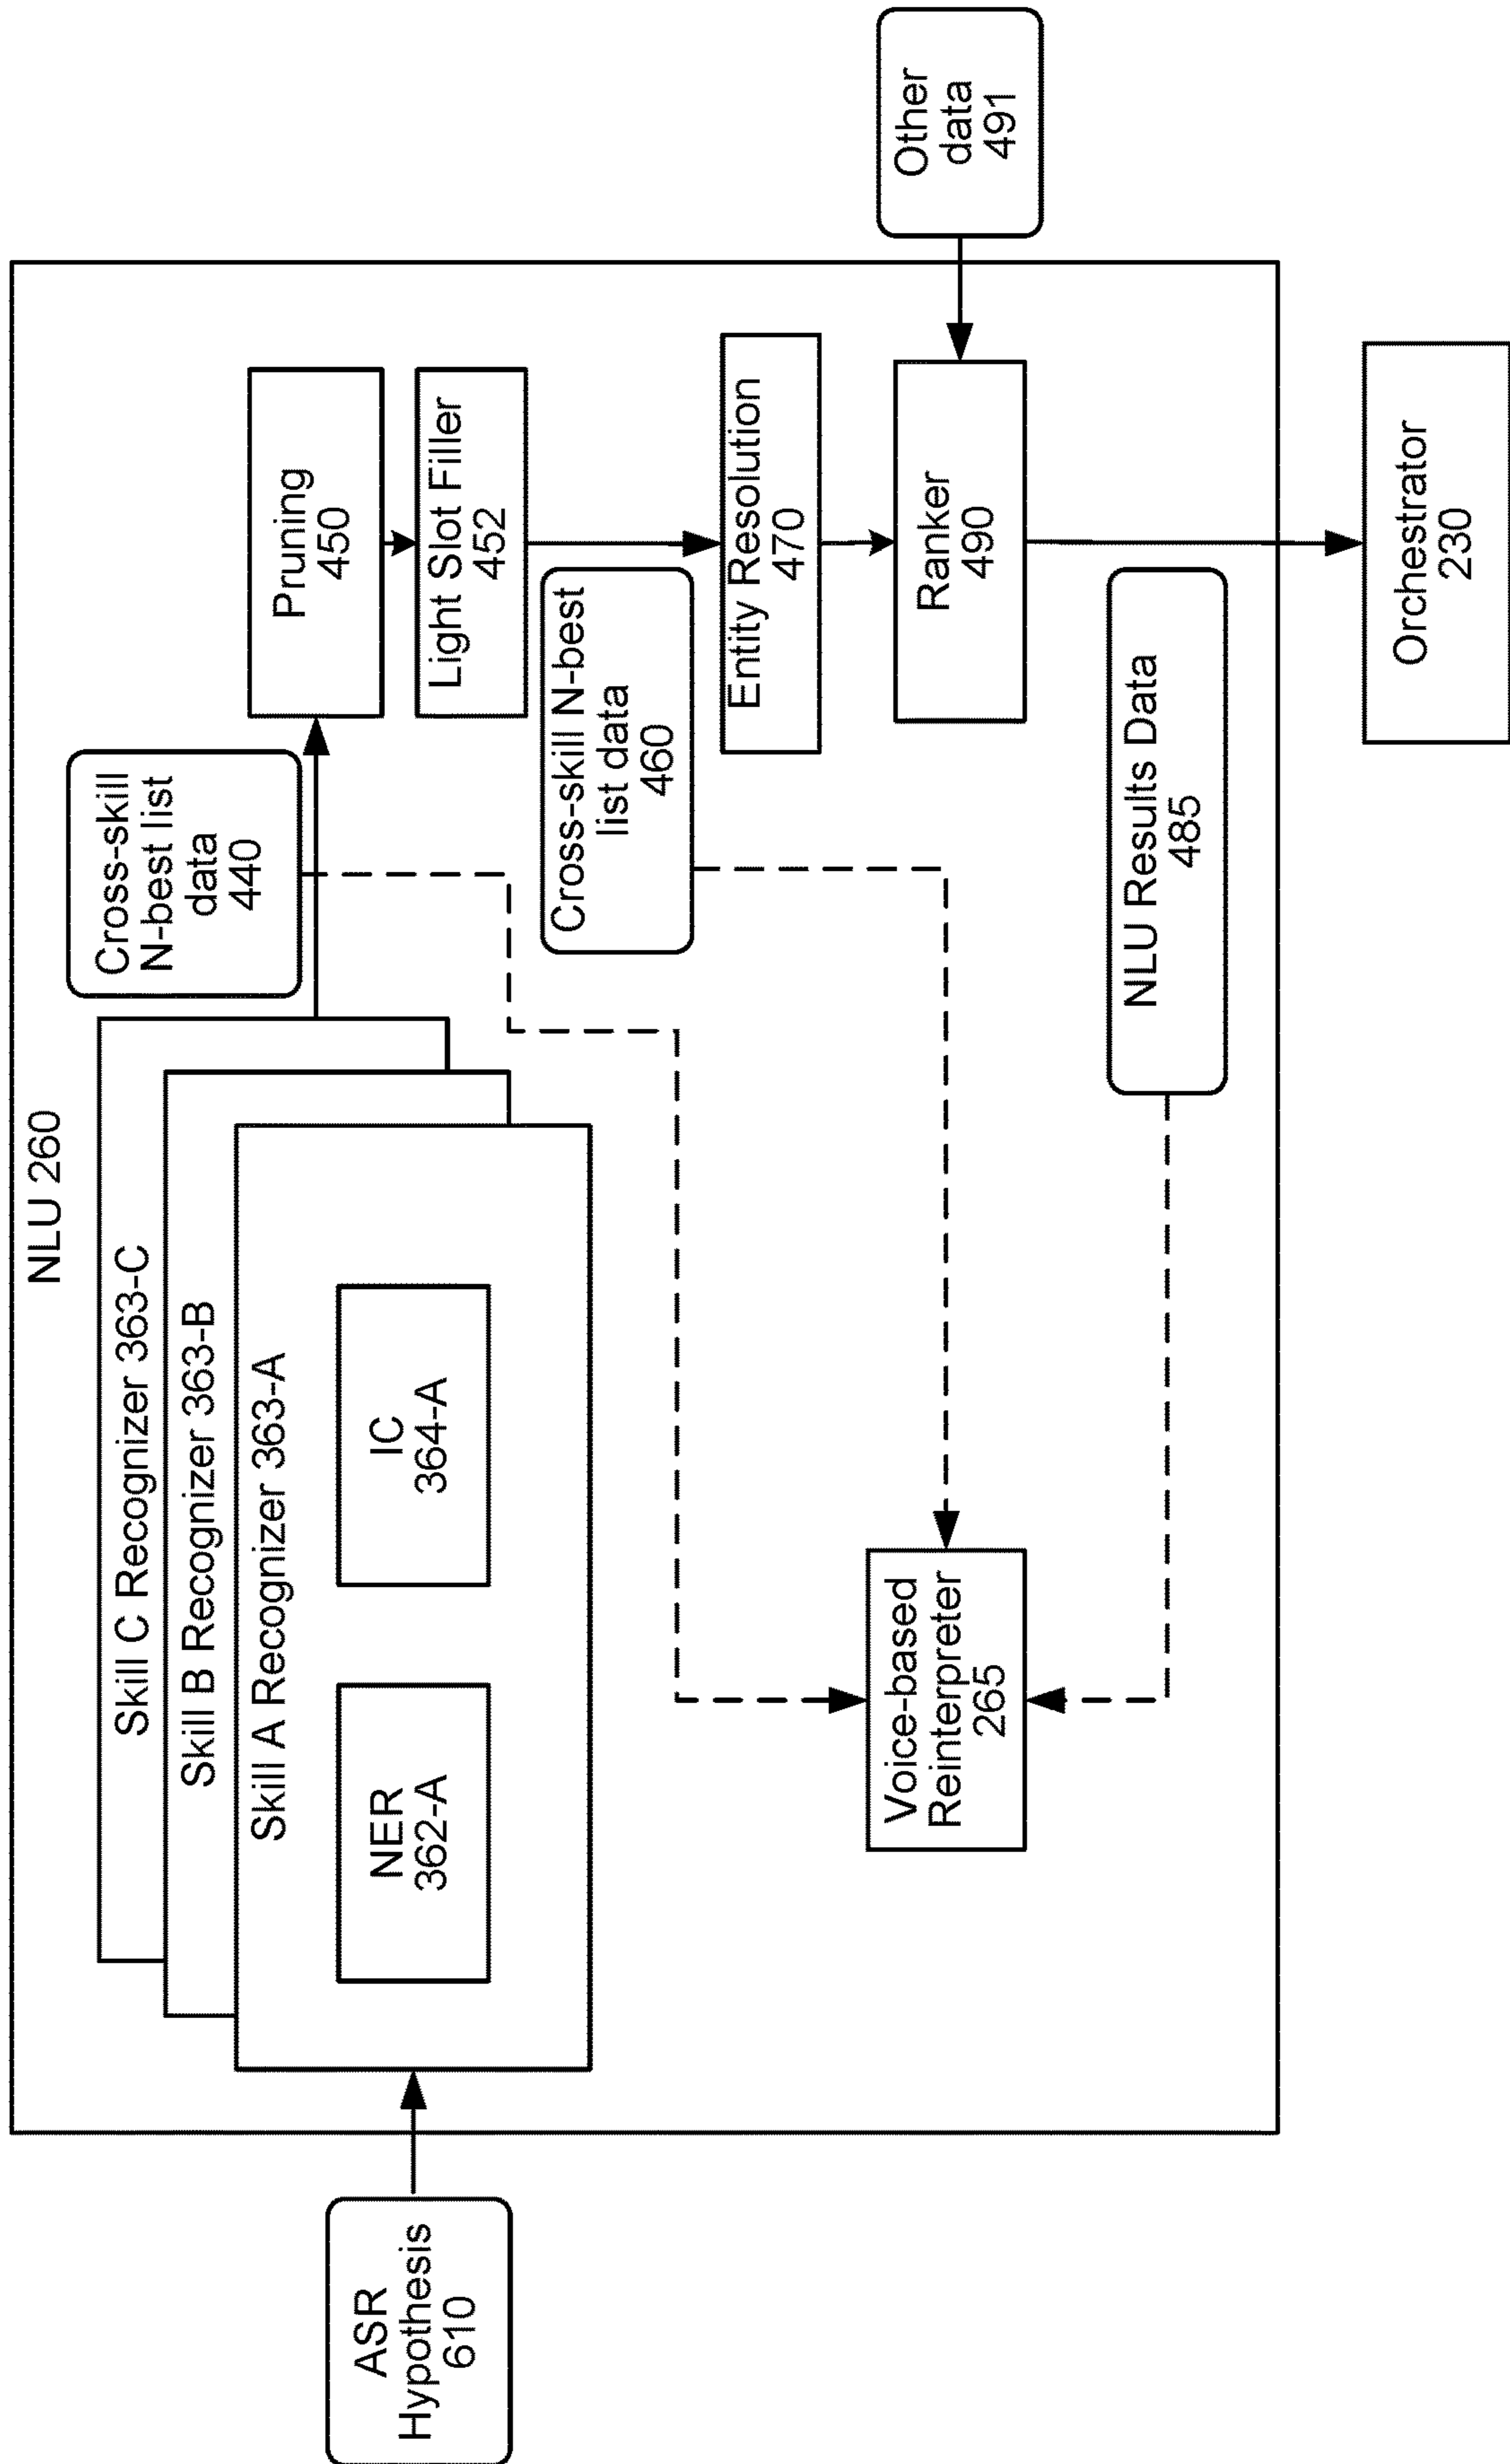 NLU 260
Skill C Recognizer 363-C
Skill B Recognizer 363-B
Skill A Recognizer 363-A
NER
362-A
IC
364-A
ASR
Hypothesis
610
Cross-skill
N-best list
data
440
Pruning
450
Light Slot Filler
452
Cross-skill N-best
list data
460
Entity Resolution
470
Other
data
491
Ranker
490
Voice-based
Reinterpreter
265
NLU Results Data
485
Orchestrator
230